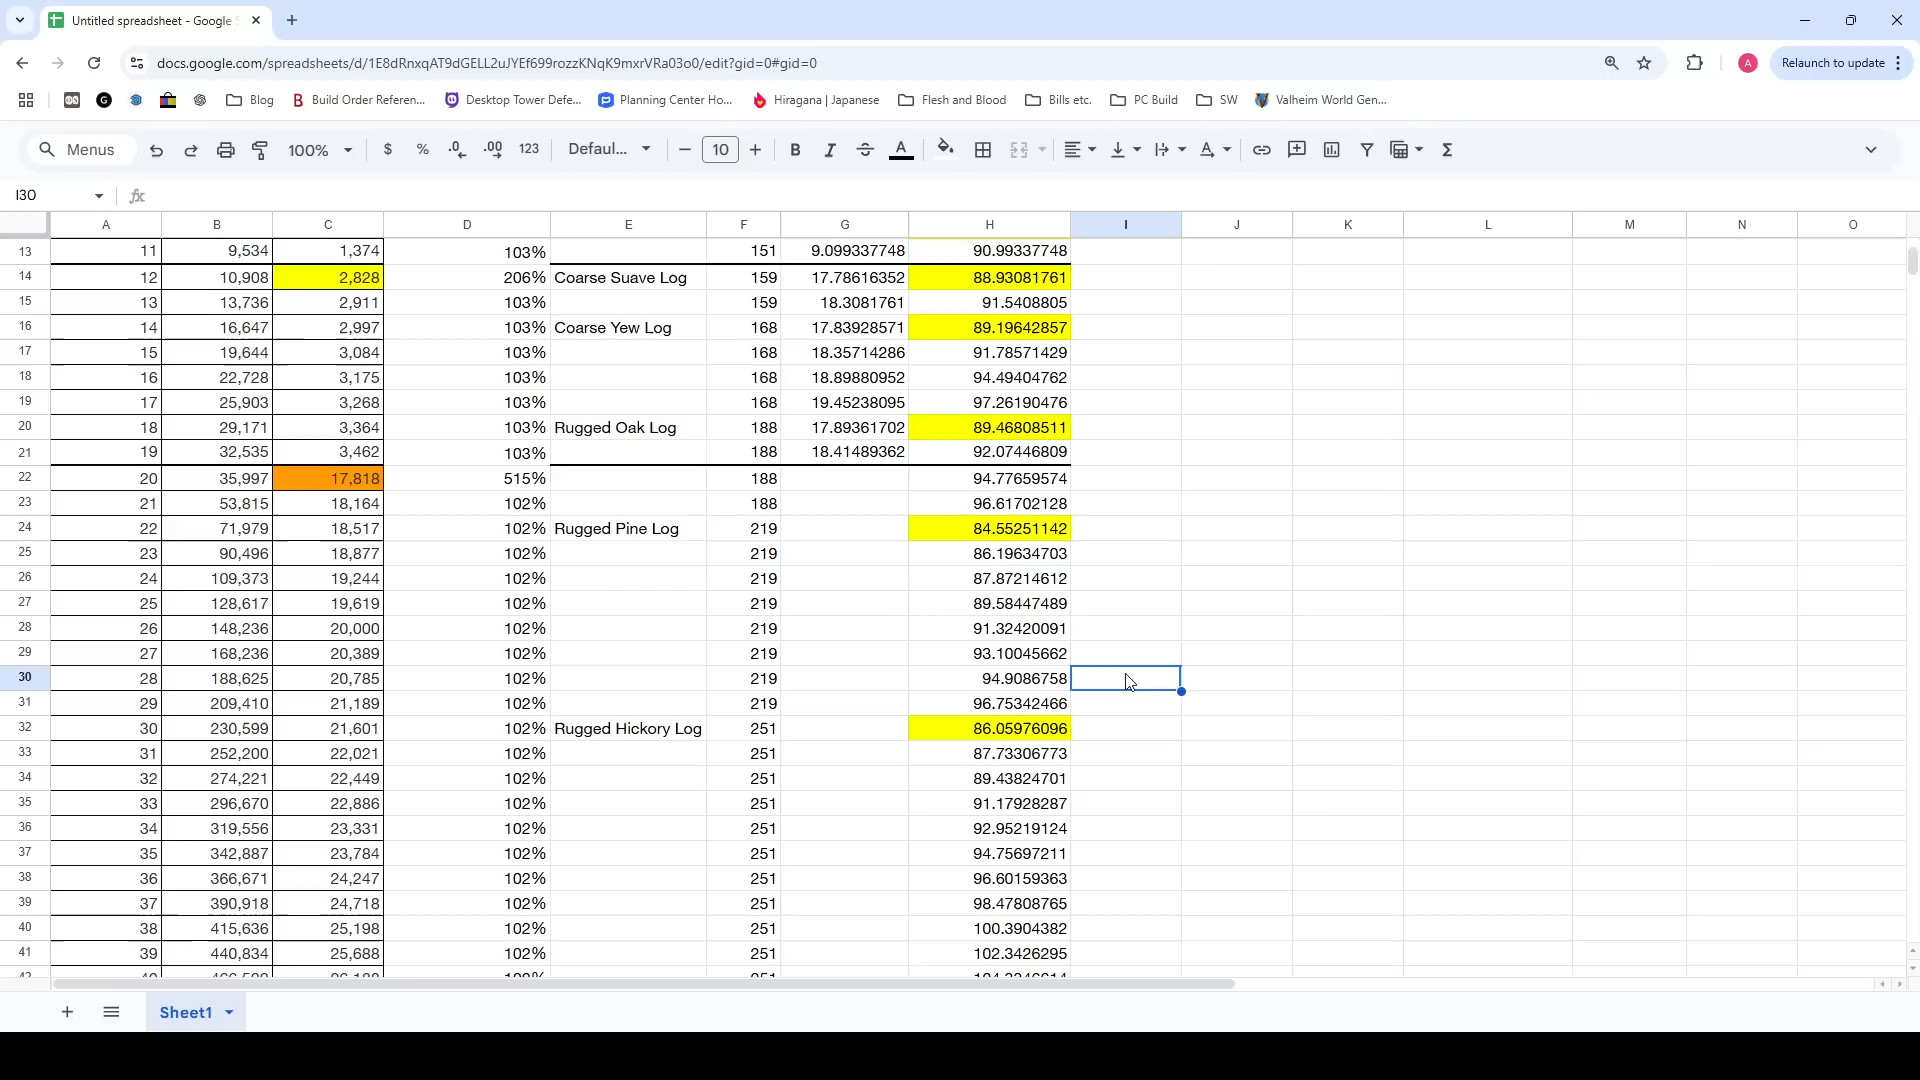 Untitled spreadsheet - Google S
docs.google.com/spreadsheets/d/1E8dRnxqAT9dGELL2uJYEf699rozzKNqK9mxrVRa03o0/edit?gid=0#gid=0
A
Relaunch to update
Blog
Build Order Referen...
Desktop Tower Defe...
Planning Center Ho...
Hiragana | Japanese
Flesh and Blood
Bills etc.
PC Build
SW
Valheim World Gen...
Menus 100% $ % .0 .00 123 Defaul... 10 B I S A
I30 fx
A B C D E F G H I J K L M N O
13 11 9,534 1,374 103% 151 9.099337748 90.99337748
14 12 10,908 2,828 206% Coarse Suave Log 159 17.78616352 88.93081761
15 13 13,736 2,911 103% 159 18.3081761 91.5408805
16 14 16,647 2,997 103% Coarse Yew Log 168 17.83928571 89.19642857
17 15 19,644 3,084 103% 168 18.35714286 91.78571429
18 16 22,728 3,175 103% 168 18.89880952 94.49404762
19 17 25,903 3,268 103% 168 19.45238095 97.26190476
20 18 29,171 3,364 103% Rugged Oak Log 188 17.89361702 89.46808511
21 19 32,535 3,462 103% 188 18.41489362 92.07446809
22 20 35,997 17,818 515% 188 94.77659574
23 21 53,815 18,164 102% 188 96.61702128
24 22 71,979 18,517 102% Rugged Pine Log 219 84.55251142
25 23 90,496 18,877 102% 219 86.19634703
26 24 109,373 19,244 102% 219 87.87214612
27 25 128,617 19,619 102% 219 89.58447489
28 26 148,236 20,000 102% 219 91.32420091
29 27 168,236 20,389 102% 219 93.10045662
30 28 188,625 20,785 102% 219 94.9086758
31 29 209,410 21,189 102% 219 96.75342466
32 30 230,599 21,601 102% Rugged Hickory Log 251 86.05976096
33 31 252,200 22,021 102% 251 87.73306773
34 32 274,221 22,449 102% 251 89.43824701
35 33 296,670 22,886 102% 251 91.17928287
36 34 319,556 23,331 102% 251 92.95219124
37 35 342,887 23,784 102% 251 94.75697211
38 36 366,671 24,247 102% 251 96.60159363
39 37 390,918 24,718 102% 251 98.47808765
40 38 415,636 25,198 102% 251 100.3904382
41 39 440,834 25,688 102% 251 102.3426295
Sheet1